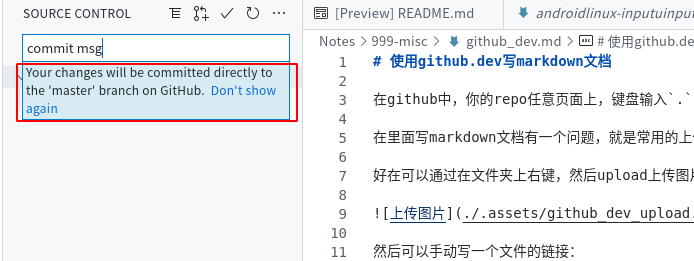 SOURCE CONTROL
commit msg
Your changes will be committed directly to
the 'master' branch on GitHub. Don't show
again
[Preview] README.md
androidlinux-inputuinpu
Notes > 999-misc > github_dev.md > # 使用github.de
1 # 使用github.dev写markdown文档
2
3 在github中，你的repo任意页面上，键盘输入`.`
4
5 在里面写markdown文档有一个问题，就是常用的上
6
7 好在可以通过在文件夹上右键，然后upload上传图片
8
9 ![上传图片](./.assets/github_dev_upload.
10
11 然后可以手动写一个文件的链接：